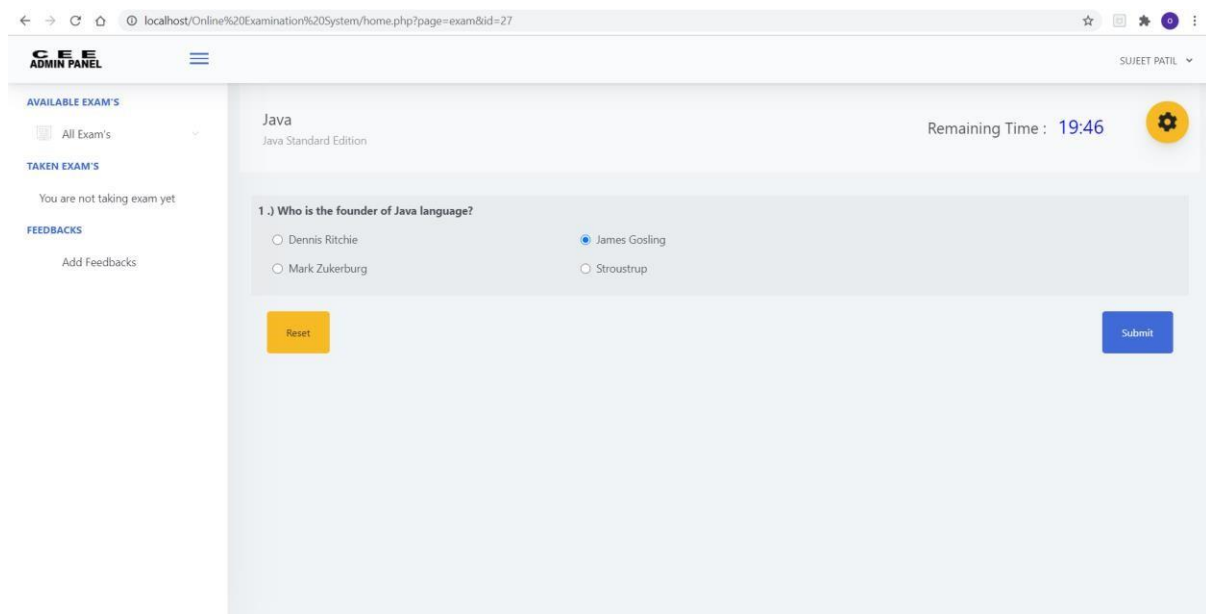 localhost/Online%20Examination%20System/home.php?page=exam&id=27
O
CEE
ADMIN PANEL
SUJEET PATIL
AVAILABLE EXAM'S
All Exam's
TAKEN EXAM'S
You are not taking exam yet
FEEDBACKS
Add Feedbacks
Java
Java Standard Edition
Remaining Time : 19:46
1 .) Who is the founder of Java language?
Dennis Ritchie
James Gosling
Mark Zukerburg
Stroustrup
Reset
Submit